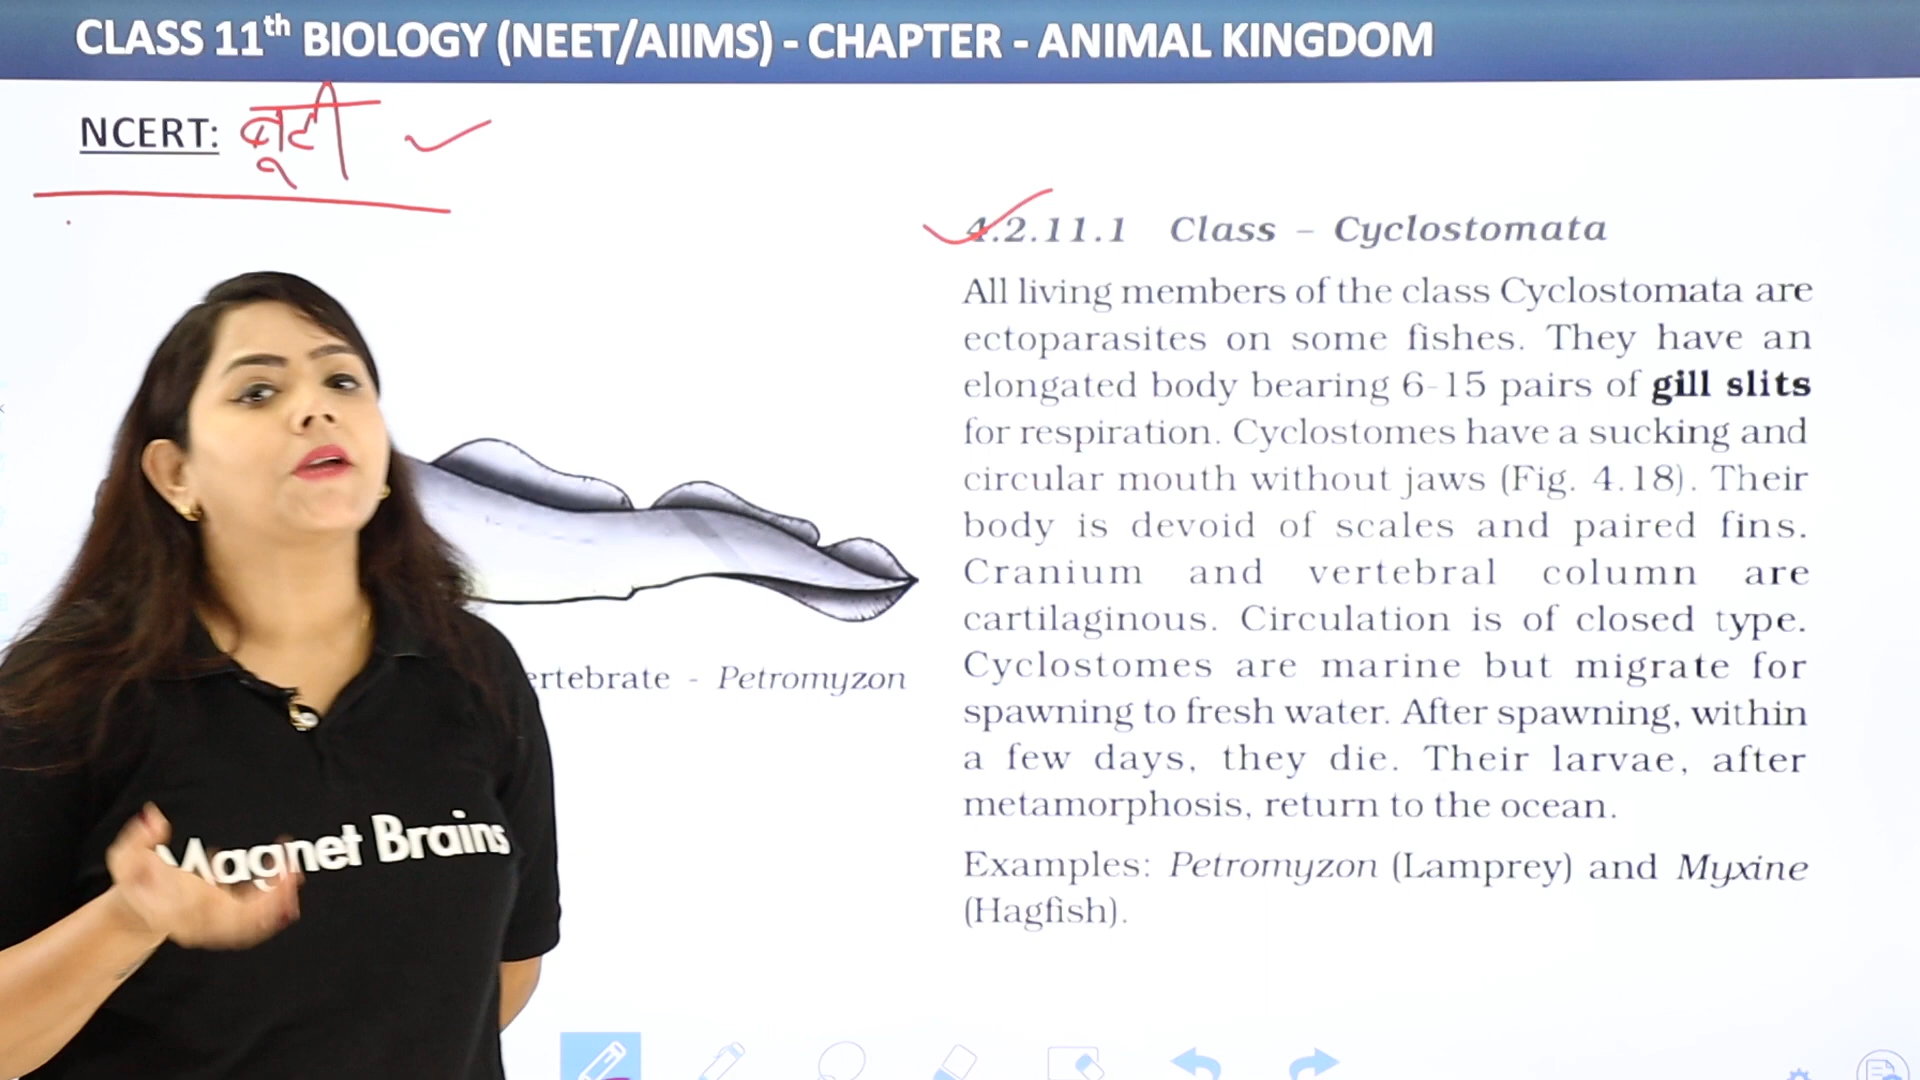 CLASS 11th BIOLOGY (NEET/AIIMS) - CHAPTER - ANIMAL KINGDOM
NCERT: बूटी
4.2.11.1 Class – Cyclostomata
All living members of the class Cyclostomata are
ectoparasites on some fishes. They have an
elongated body bearing 6-15 pairs of gill slits
for respiration. Cyclostomes have a sucking and
circular mouth without jaws (Fig. 4.18). Their
body is devoid of scales and paired fins.
Cranium and vertebral column are
cartilaginous. Circulation is of closed type.
Cyclostomes are marine but migrate for
spawning to fresh water. After spawning, within
a few days, they die. Their larvae, after
metamorphosis, return to the ocean.
Examples: Petromyzon (Lamprey) and Myxine
(Hagfish).
ertebrate - Petromyzon
Magnet Brains